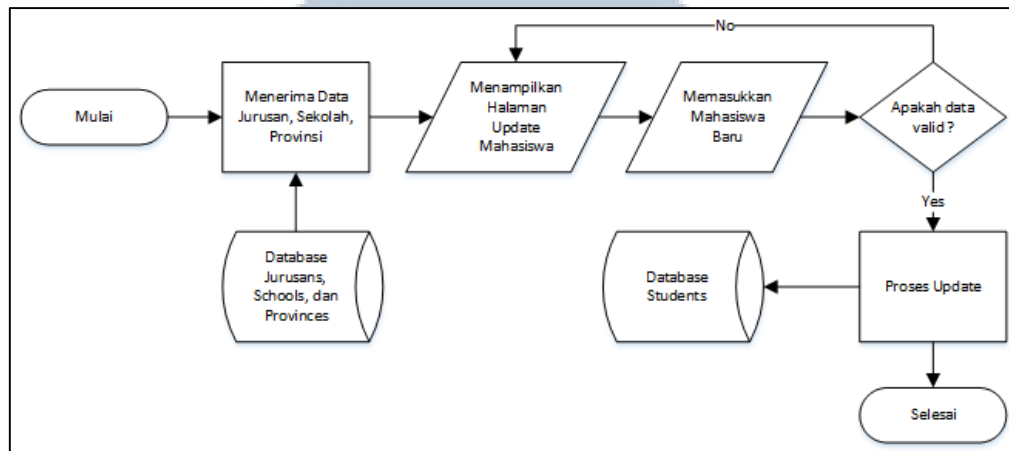 No
Mulai
Menerima Data
Jurusan, Sekolah,
Provinsi
Menampilkan
Halaman
Update
Mahasiswa
Memasukkan
Mahasiswa
Baru
Apakah data
valid ?
Yes
Database
Jurusans,
Schools, dan
Provinces
Database
Students
Proses Update
Selesai